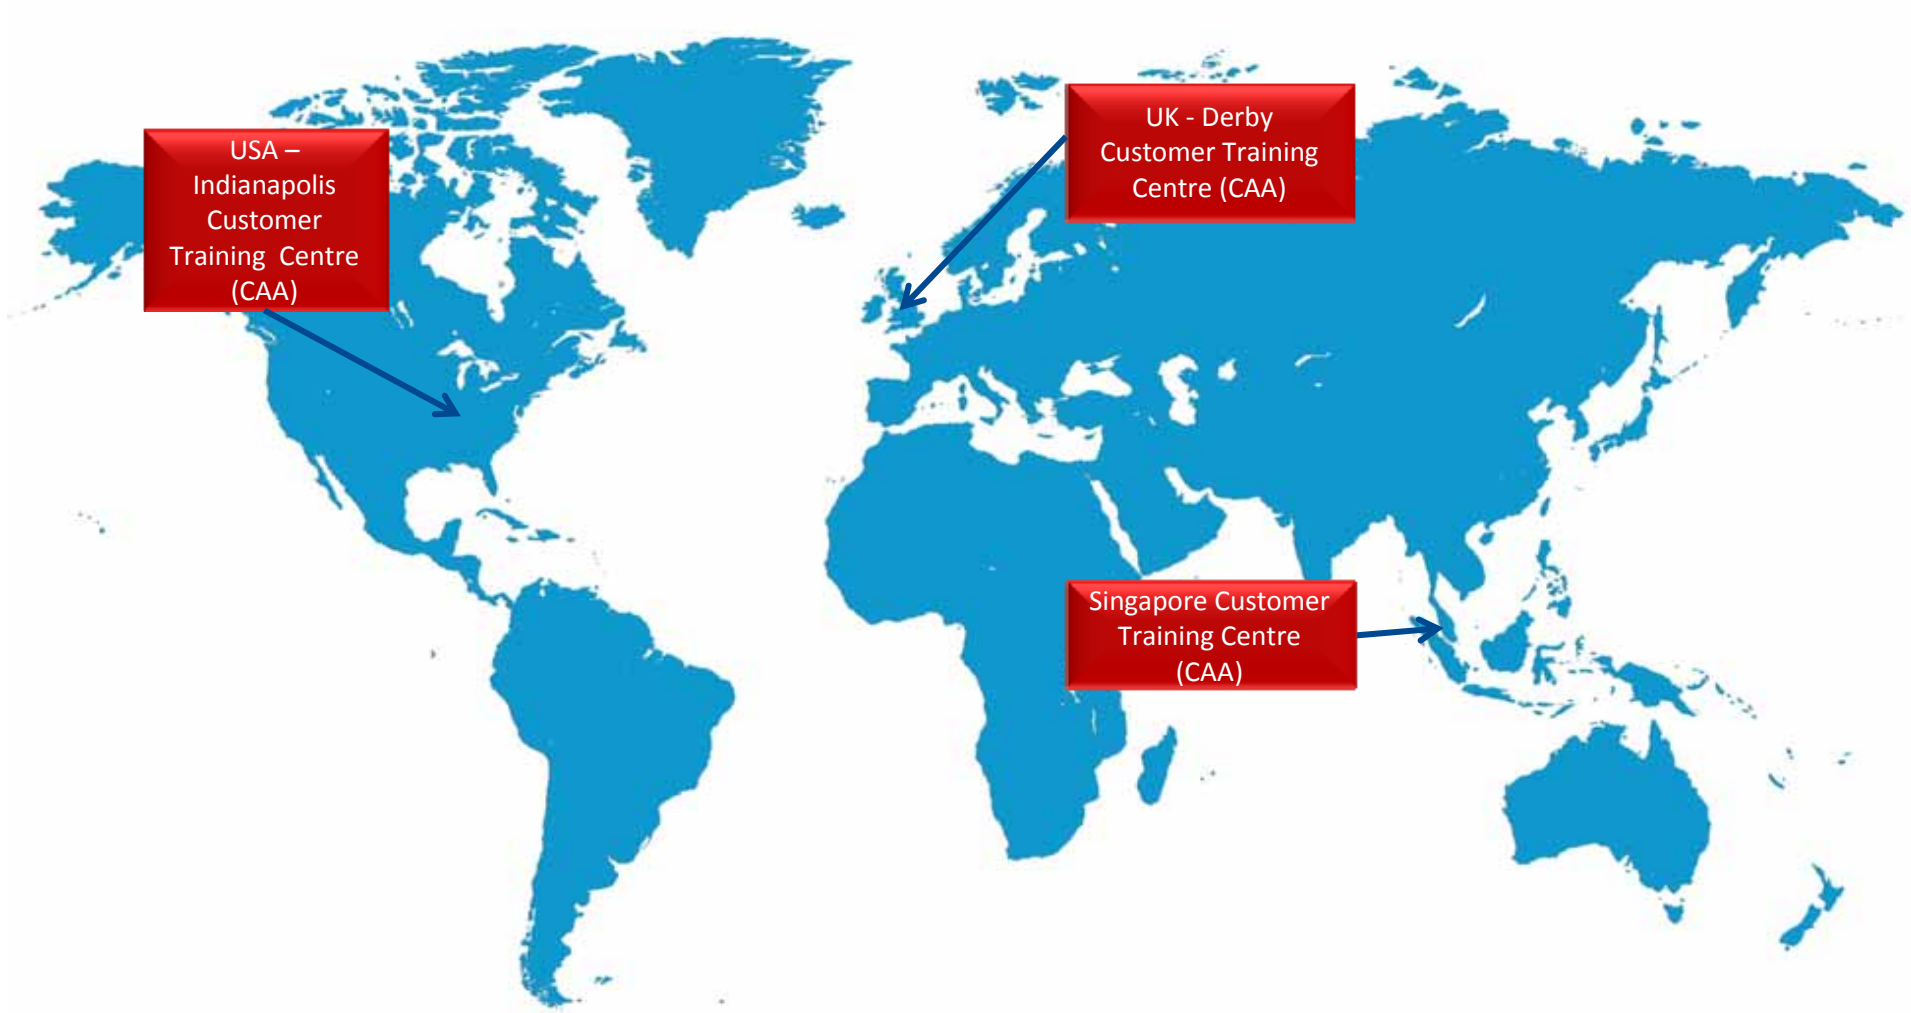 USA –
Indianapolis
Customer
Training  Centre
(CAA)
UK - Derby
Customer Training
Centre (CAA)
Singapore Customer
Training Centre
(CAA)